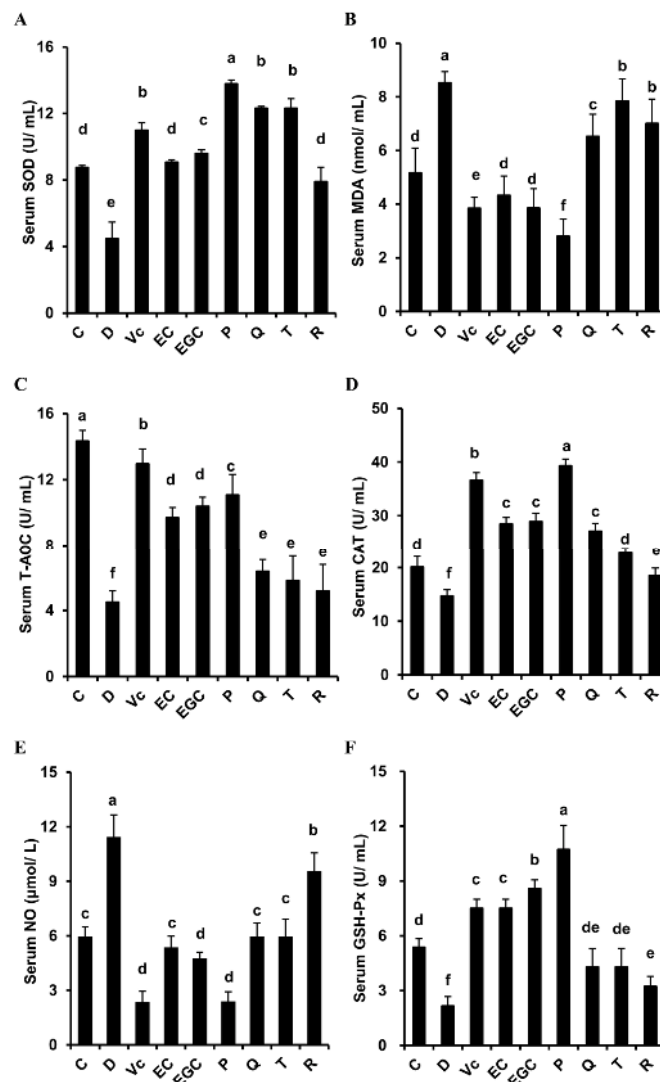 A
B
16
12
8
4
0
Serum SOD (U/ mL)
d
e
b
d
c
a
b
b
d
C D Vc EC EGC P Q T R
10
8
6
4
2
0
Serum MDA (nmol/ mL)
d
a
e
d
d
f
c
b
b
C D Vc EC EGC P Q T R
C
D
16
12
8
4
0
Serum T-A0C (U/ mL)
a
f
b
d
d
c
e
e
e
C D Vc EC EGC P Q T R
50
40
30
20
10
0
Serum CAT (U/ mL)
d
f
b
c
c
a
c
d
e
C D Vc EC EGC P Q T R
E
F
15
12
9
6
3
0
Serum NO (µmol/ L)
c
a
d
c
d
d
c
c
b
C D Vc EC EGC P Q T R
15
12
9
6
3
0
Serum GSH-Px (U/ mL)
d
f
c
c
b
a
de
de
e
C D Vc EC EGC P Q T R